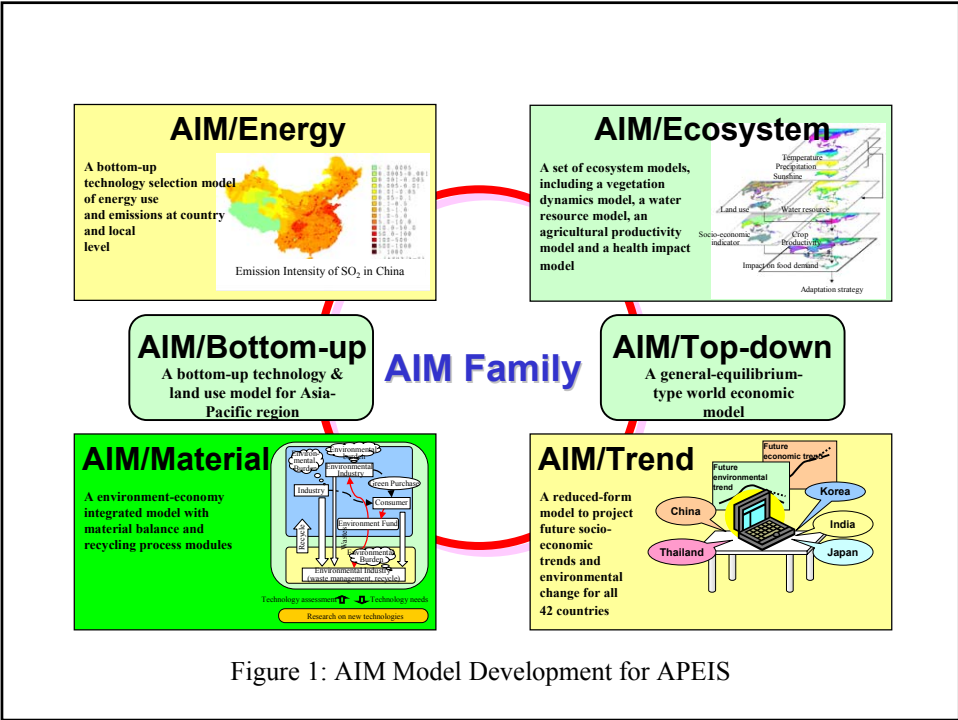 AIM/Energy
A bottom-up
technology selection model
of energy use
and emissions at country
and local
level
Emission Intensity of SO2 in China
AIM/Ecosystem
A set of ecosystem models,
including a vegetation
dynamics model, a water
resource model, an
agricultural productivity
model and a health impact
model
Temperature
Precipitation
Sunshine
Land use
Water resource
Socio-economic
indicator
Crop
Productivity
Impact on food demand
Adaptation strategy
AIM/Bottom-up
A bottom-up technology &
land use model for Asia-
Pacific region
AIM Family
AIM/Top-down
A general-equilibrium-
type world economic
model
AIM/Material
A environment-economy
integrated model with
material balance and
recycling process modules
Environ-
mental
Burden
Environmental
Environmental
Industry
Industry
Green Purchase
Consumer
Environment Fund
Recycle
Wastes
Environmental
Burden
Environmental Industry
(waste management, recycle)
Technology assessment
Technology needs
Research on new technologies
AIM/Trend
A reduced-form
model to project
future socio-
economic
trends and
environmental
change for all
42 countries
Future
economic trend
Future
environmental
trend
China
Korea
India
Thailand
Japan
Figure 1: AIM Model Development for APEIS